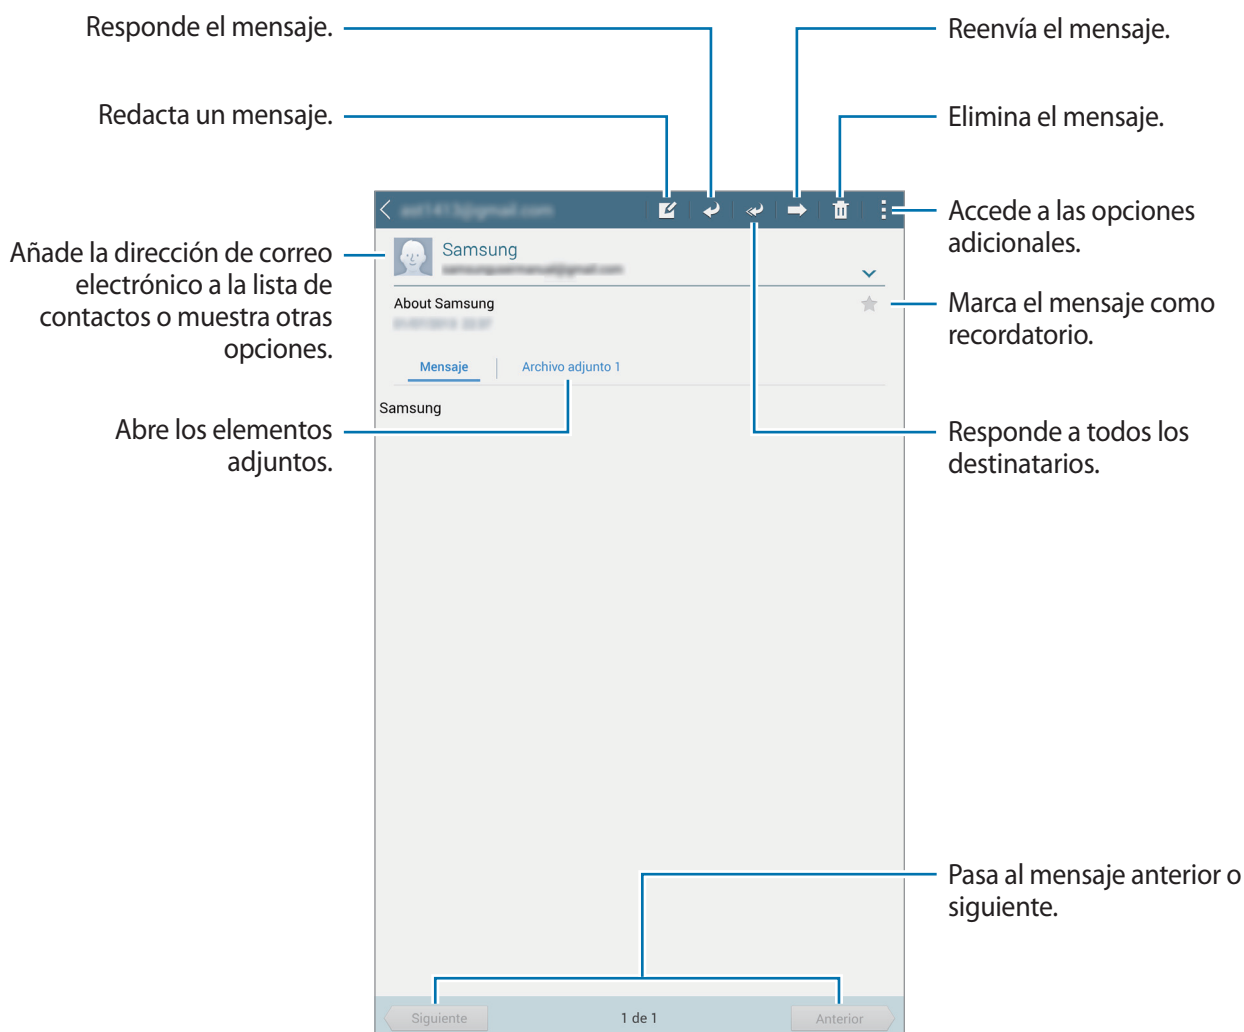 Responde el mensaje.
Reenvía el mensaje.
Redacta un mensaje.
Elimina el mensaje.
Accede a las opciones
adicionales.
Añade la dirección de correo
electrónico a la lista de
contactos o muestra otras
opciones.
Samsung
About Samsung
Marca el mensaje como
recordatorio.
Mensaje
Archivo adjunto 1
Samsung
Abre los elementos
adjuntos.
Responde a todos los
destinatarios.
Pasa al mensaje anterior o
siguiente.
Siguiente
1 de 1
Anterior